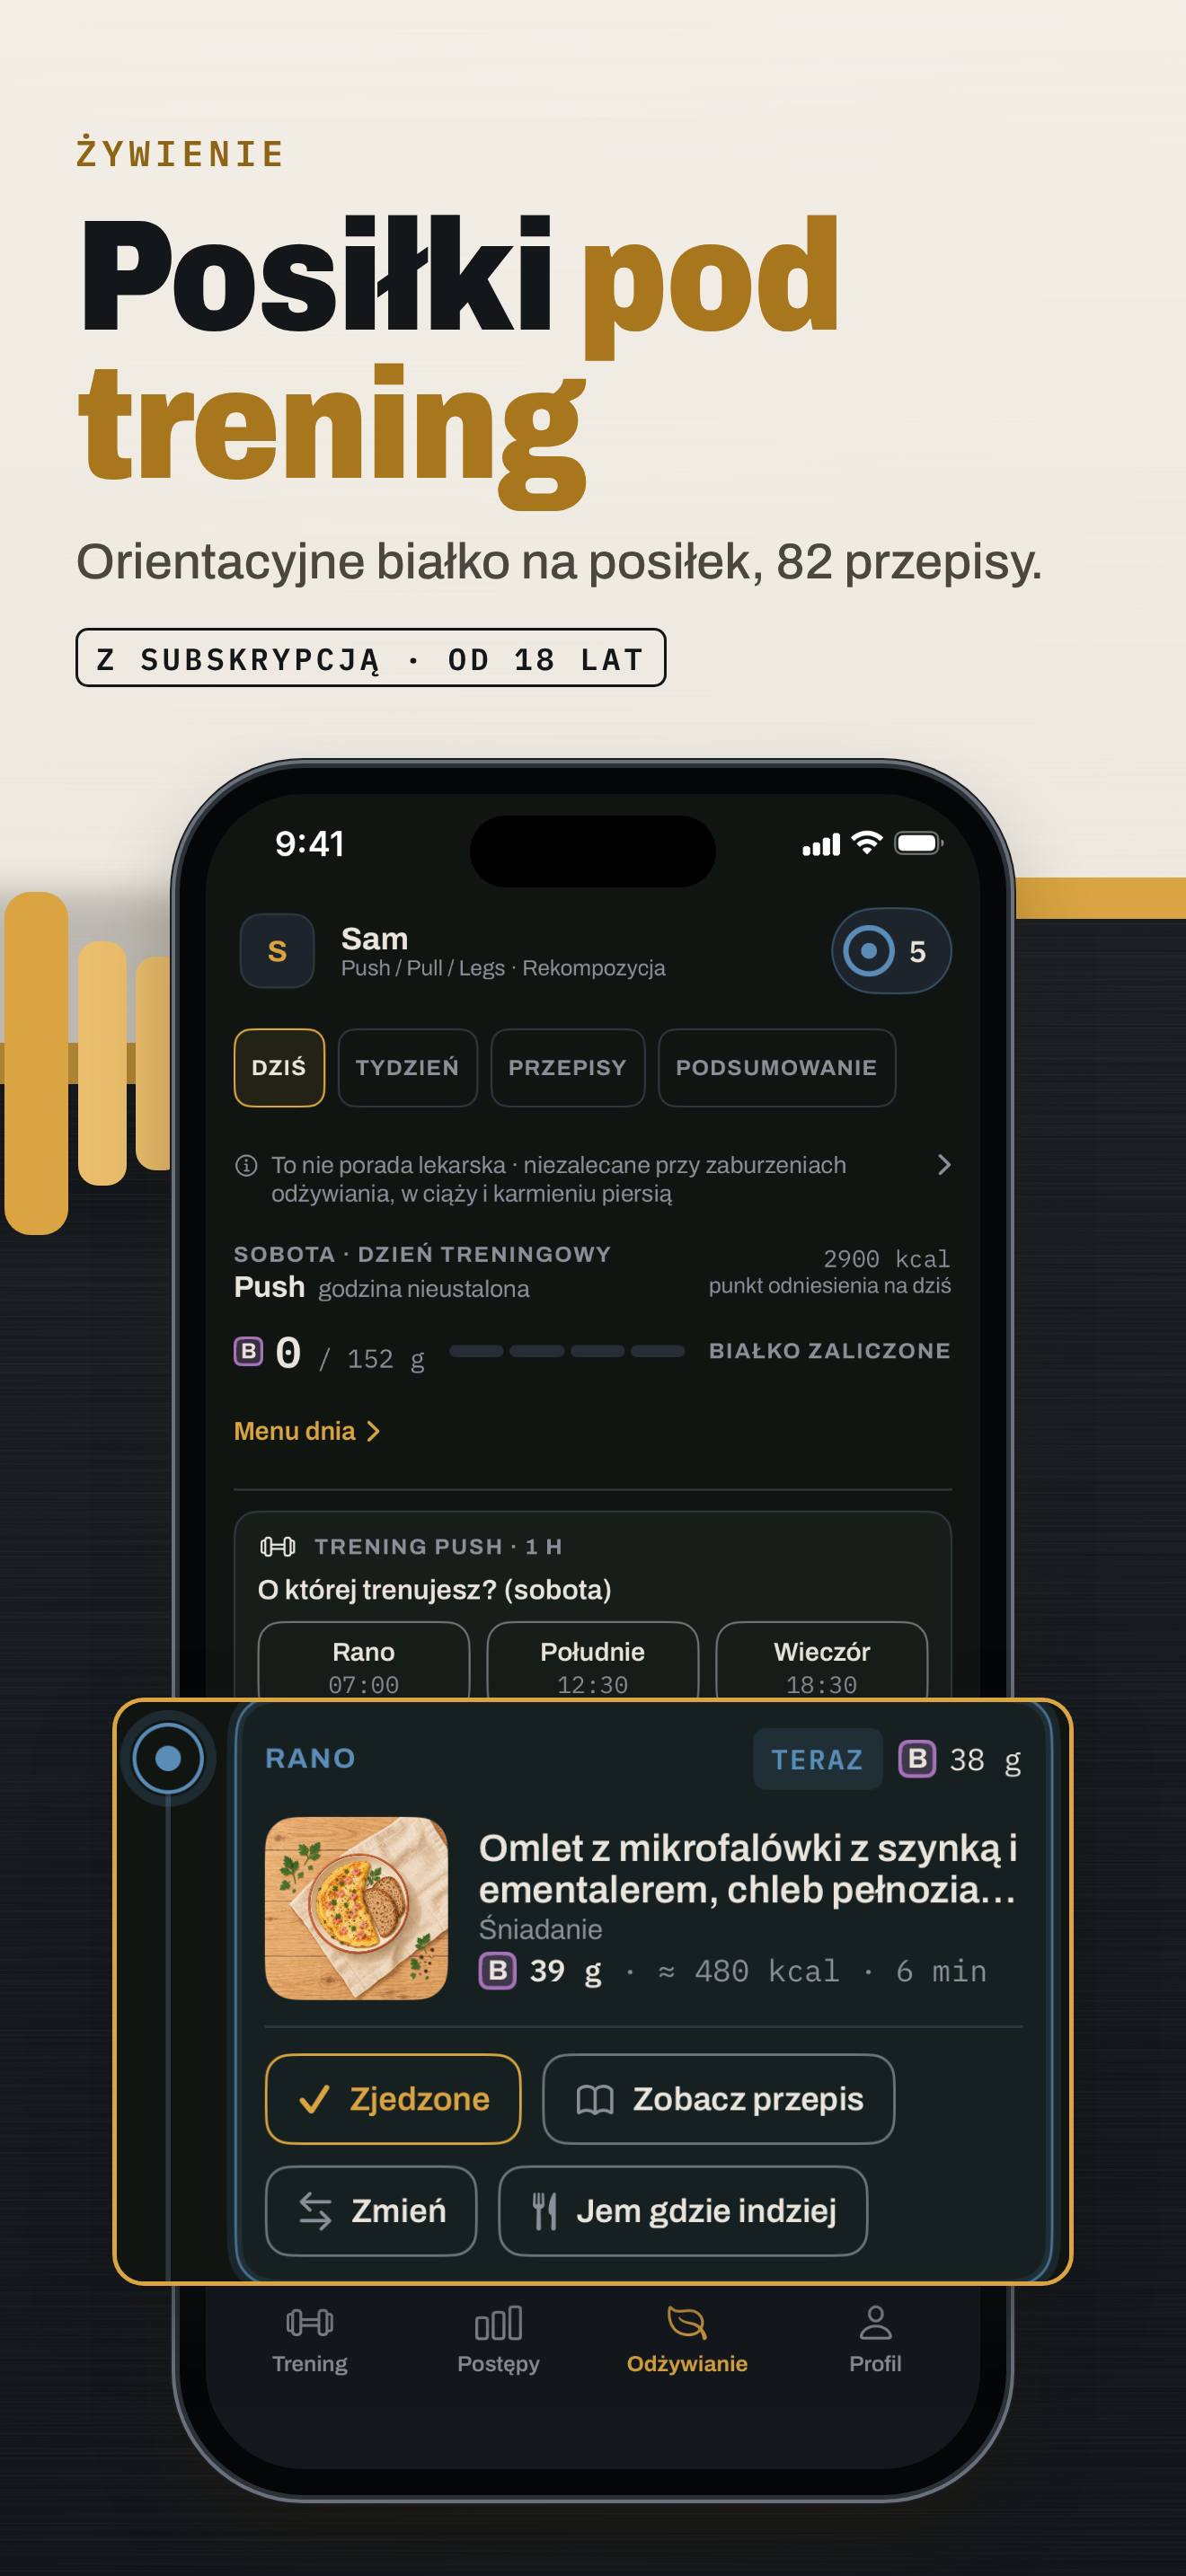 ŻYWIENIE
Posiłki pod
trening
Orientacyjne białko na posiłek, 82 przepisy.
Z SUBSKRYPCJĄ · OD 18 LAT
9:41
S
Sam
Push / Pull / Legs · Rekompozycja
5
DZIŚ
TYDZIEŃ
PRZEPISY
PODSUMOWANIE
To nie porada lekarska · niezalecane przy zaburzeniach
odżywiania, w ciąży i karmieniu piersią
SOBOTA · DZIEŃ TRENINGOWY
2900 kcal
Push godzina nieustalona
punkt odniesienia na dziś
B 0 / 152 g
BIAŁKO ZALICZONE
Menu dnia
TRENING PUSH · 1 H
O której trenujesz? (sobota)
Rano
07:00
Południe
12:30
Wieczór
18:30
RANO
TERAZ
B 38 g
Omlet z mikrofalówki z szynką i
ementalerem, chleb pełnozia...
Śniadanie
B 39 g · ≈ 480 kcal · 6 min
Zjedzone
Zobacz przepis
Zmień
Jem gdzie indziej
Trening
Postępy
Odżywianie
Profil